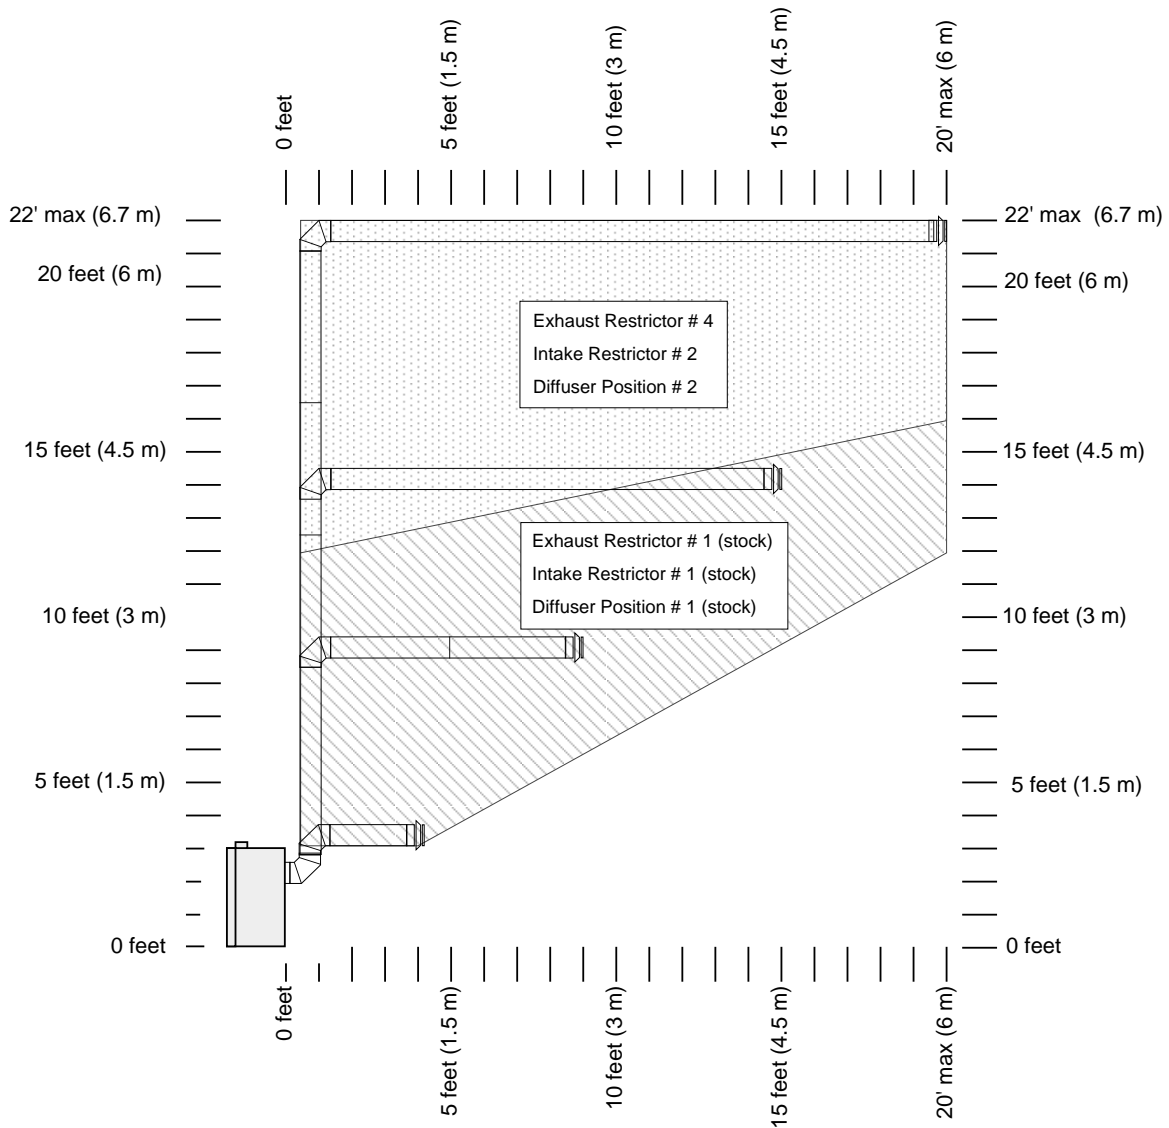 0 feet
5 feet (1.5 m)
10 feet (3 m)
15 feet (4.5 m)
20' max (6 m)
22' max (6.7 m)
20 feet (6 m)
15 feet (4.5 m)
10 feet (3 m)
5 feet (1.5 m)
0 feet
Exhaust Restrictor # 4
Intake Restrictor # 2
Diffuser Position # 2
Exhaust Restrictor # 1 (stock)
Intake Restrictor # 1 (stock)
Diffuser Position # 1 (stock)
22' max (6.7 m)
20 feet (6 m)
15 feet (4.5 m)
10 feet (3 m)
5 feet (1.5 m)
0 feet
0 feet
5 feet (1.5 m)
10 feet (3 m)
15 feet (4.5 m)
20' max (6 m)